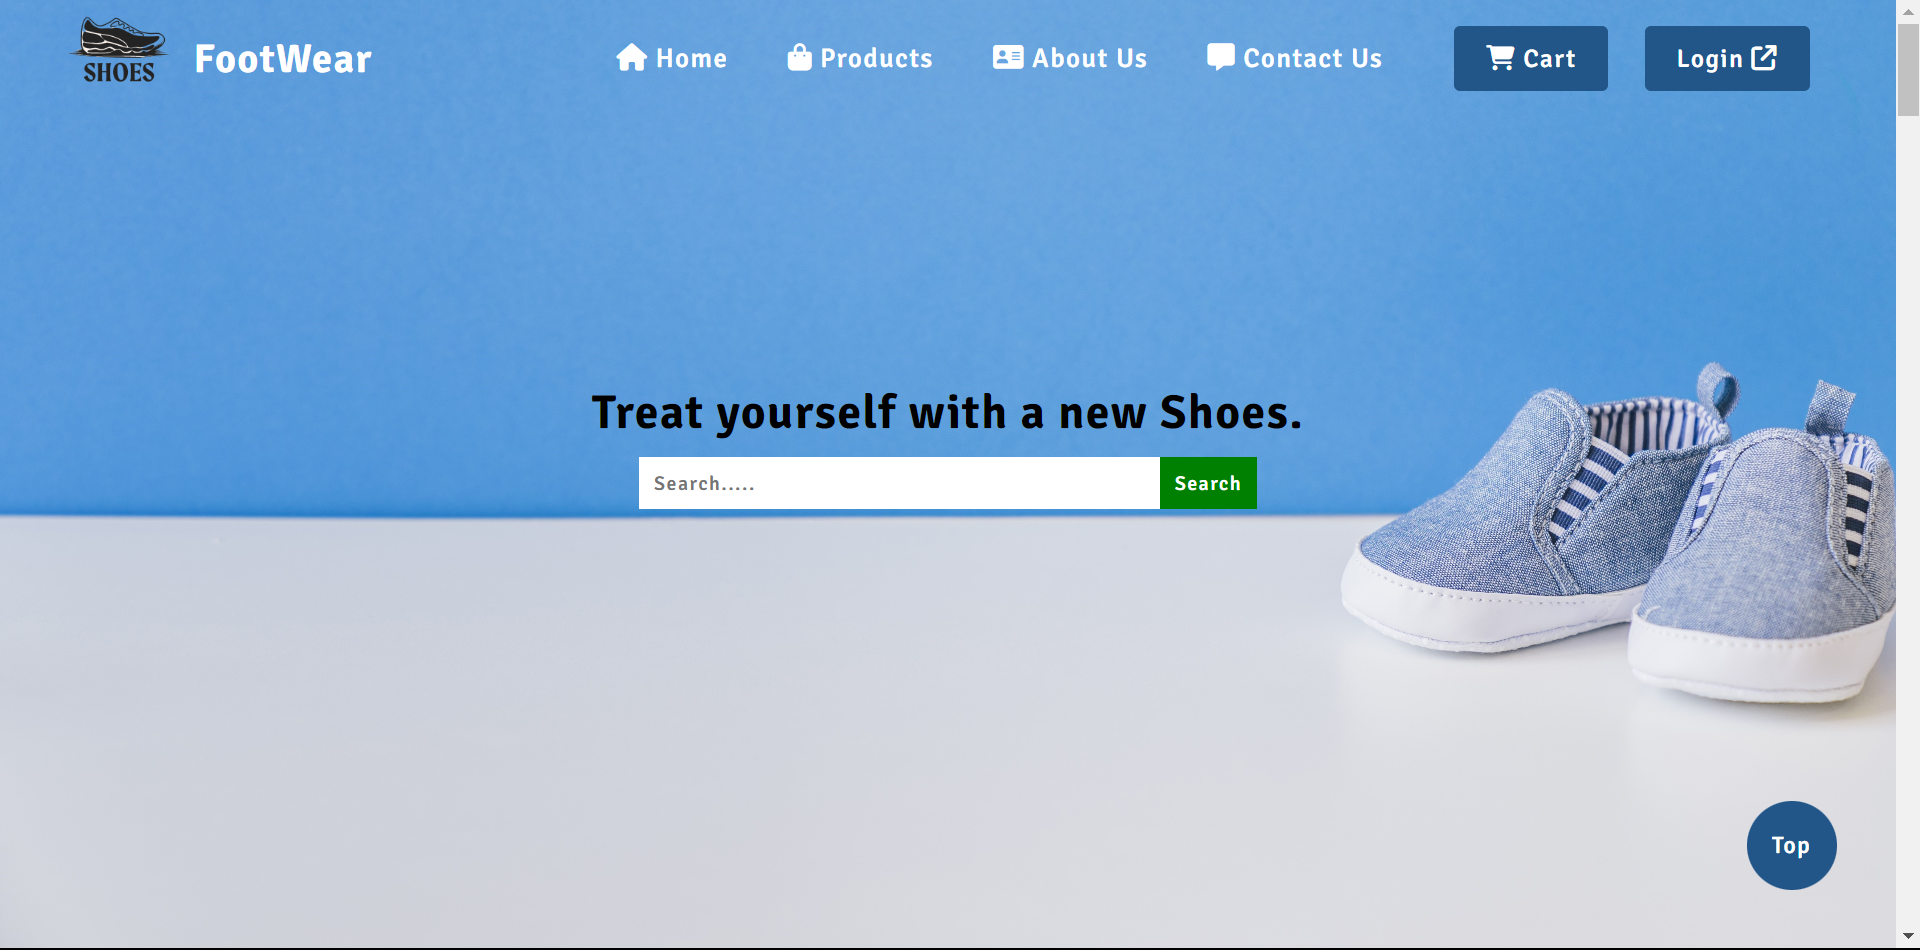 SHOES
FootWear
Home
Products
About Us
Contact Us
Cart
Login
Treat yourself with a new Shoes.
Search.....
Search
Top